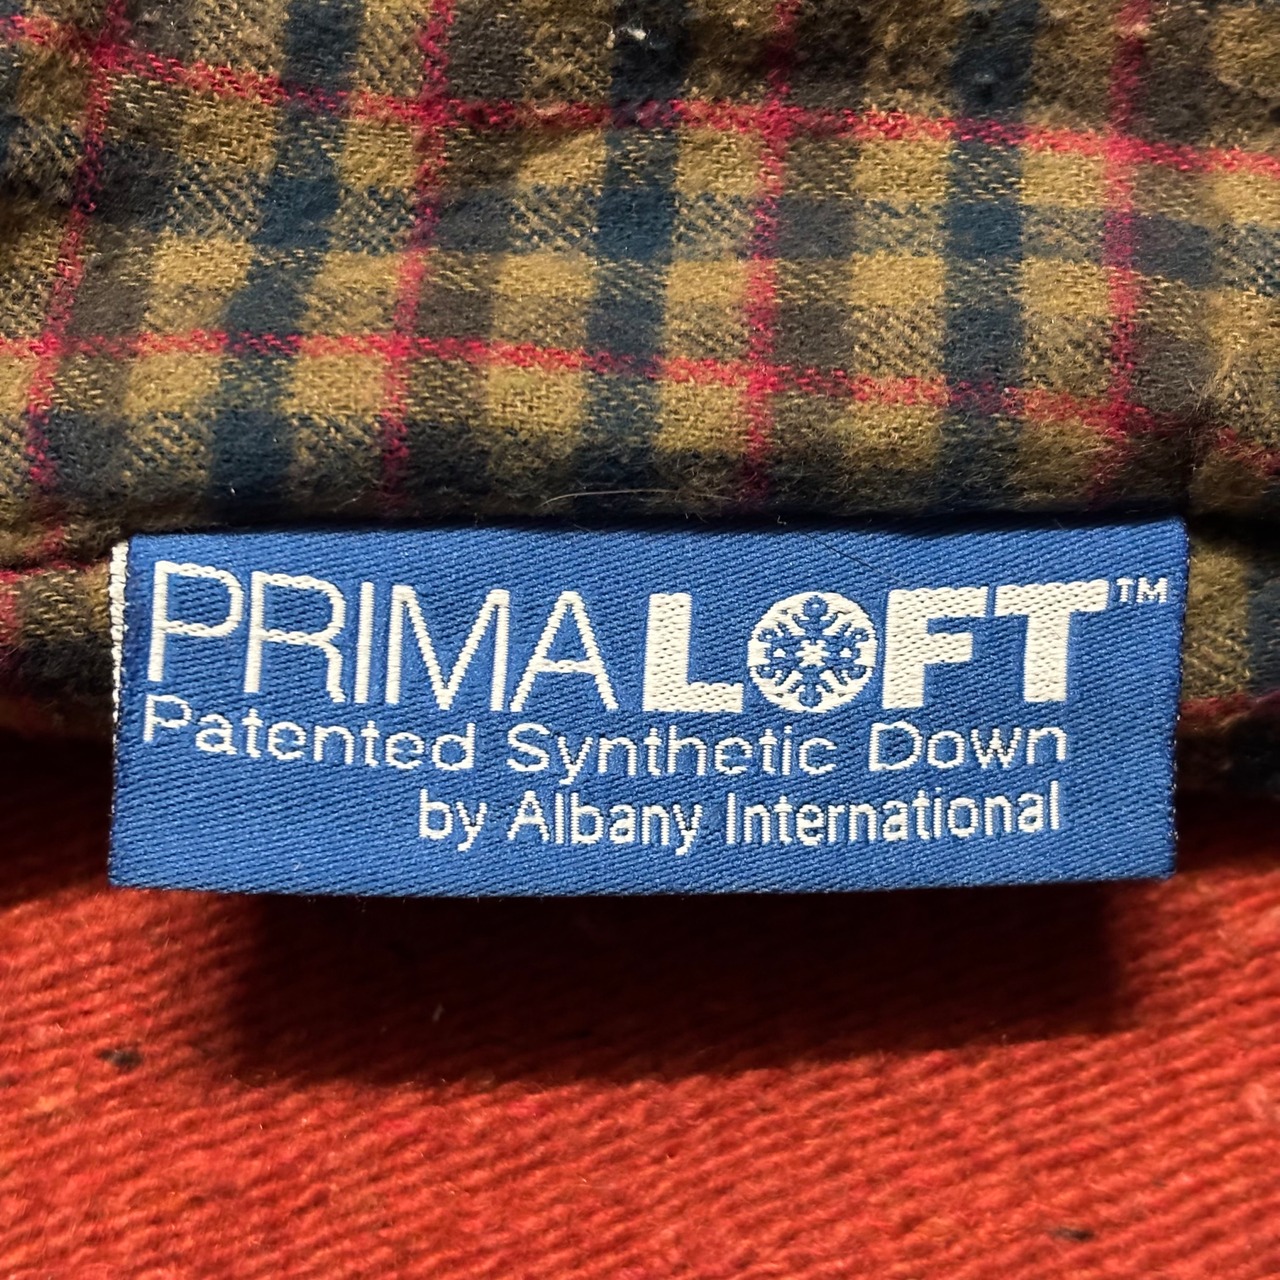 PRIMALOFT™
Patented Synthetic Down
by Albany International